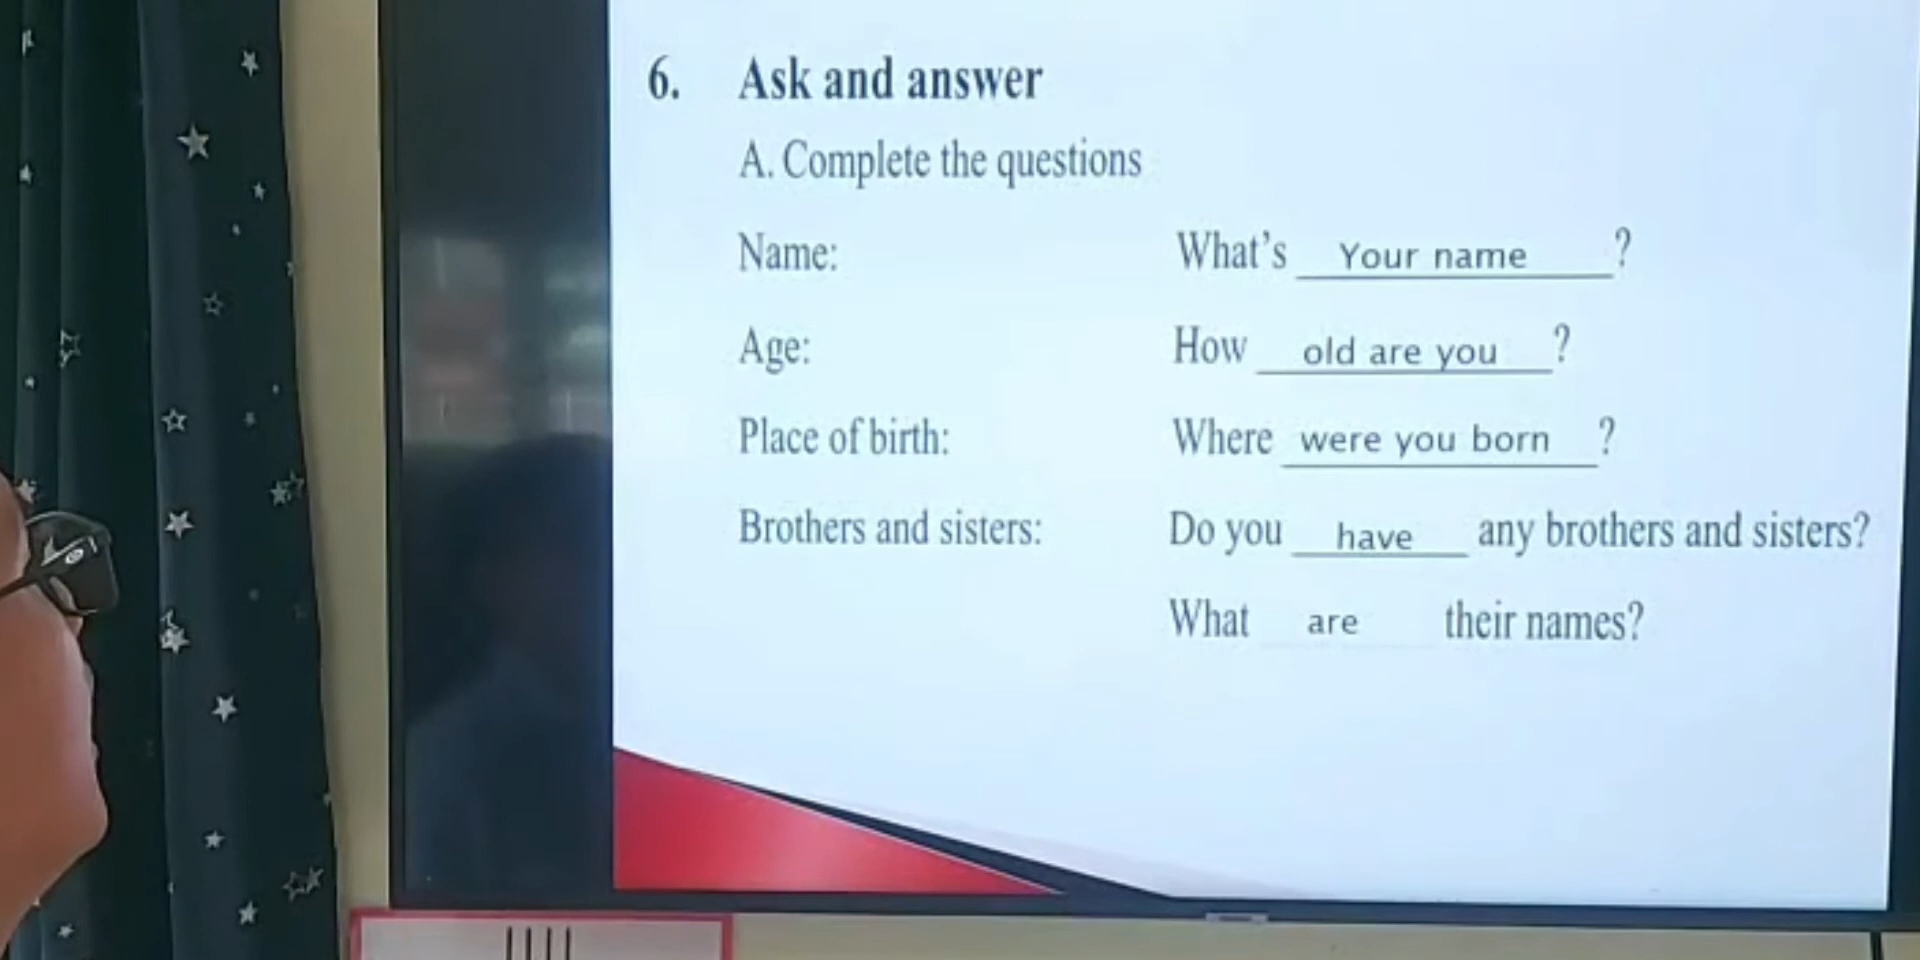 6. Ask and answer
A. Complete the questions
Name: What's Your name ?
Age: How old are you ?
Place of birth: Where were you born ?
Brothers and sisters: Do you have any brothers and sisters?
What are their names?